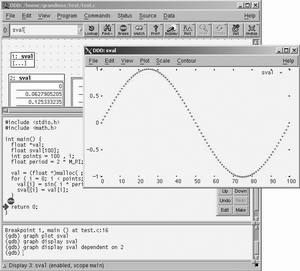 DDD: /home/grandluso/test/test.c
File Edit View Program Commands Status Source Data Help
(): sval
Lookup Find» Break Watch Print Display Plot
1: sval
(...)
2: sval
0
0.0627905205
0.125333235
DDD: sval
File Edit View Plot Scale Contour Help
sval
1
0.5
0
-0.5
-1
0 10 20 30 40 50 60 70 80 90 100
#include <stdio.h>
#include <math.h>
int main() {
float *val;
float sval[100];
int points = 100 , i;
float period = 2 * M_PI
val = (float *)malloc(
for ( i = 0; i < points;
val[i] = sin( i * peri
sval[i] = val[i];
}
return 0;
Up Down
Undo Redo
Edit Make
Breakpoint 1, main () at test.c:16
(gdb) graph plot sval
(gdb) graph display sval
(gdb) graph display sval dependent on 2
(gdb)
Display 3: sval (enabled, scope main)